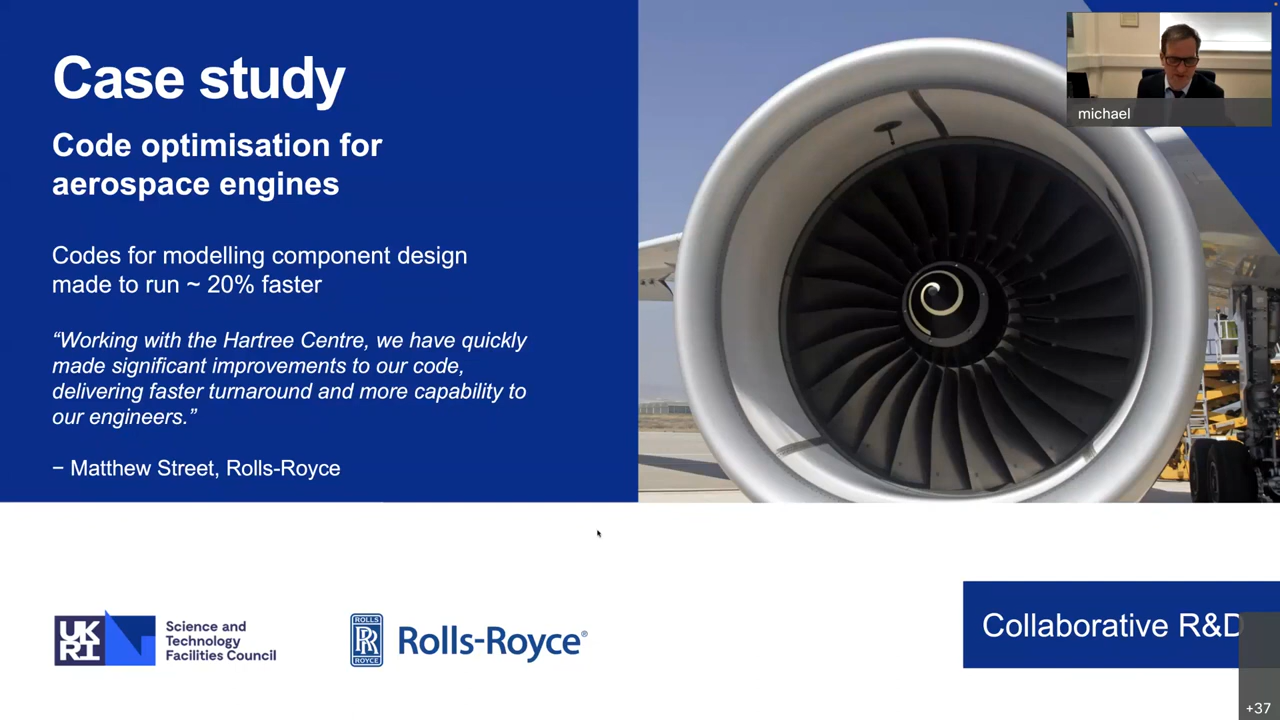 Case study
Code optimisation for
aerospace engines
Codes for modelling component design
made to run ~ 20% faster
“Working with the Hartree Centre, we have quickly
made significant improvements to our code,
delivering faster turnaround and more capability to
our engineers.”
− Matthew Street, Rolls-Royce
michael
UK
RI
Science and
Technology
Facilities Council
ROLLS
RR
ROYCE
Rolls-Royce®
Collaborative R&D
+37